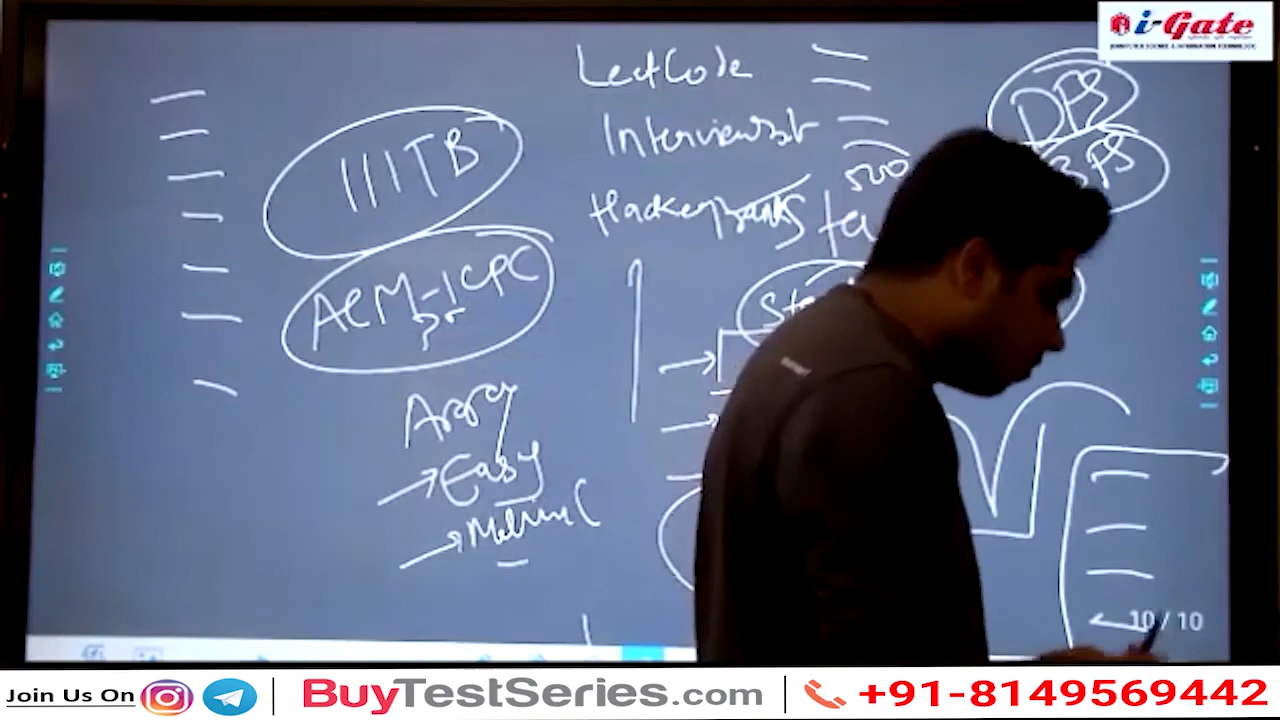 i-Gate
LeetCode
DFS
InterviewBit
500
BFS
IIITB
HackerRank
ACM-ICPC
Array
Easy
Medium
10 / 10
Join Us On
BuyTestSeries.com
+91-8149569442